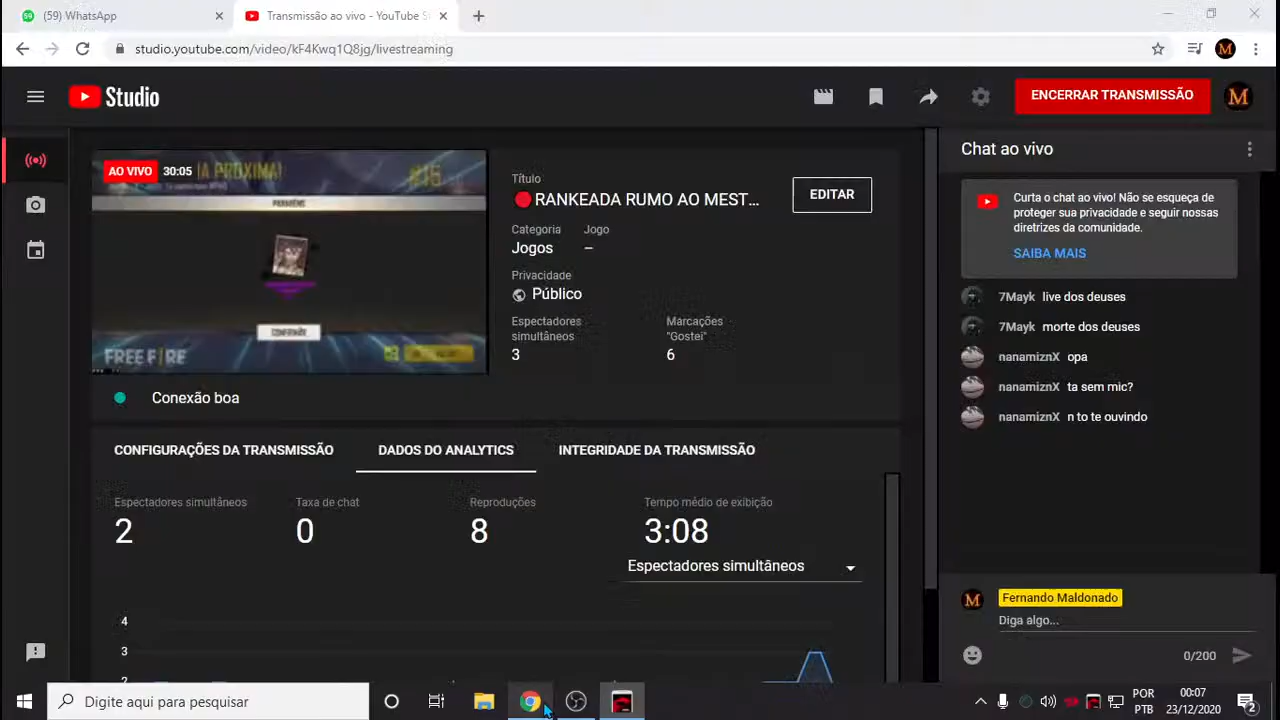 (59) WhatsApp
Transmissão ao vivo - YouTube S
studio.youtube.com/video/kF4Kwq1Q8jg/livestreaming
M
Studio
ENCERRAR TRANSMISSÃO
M
AO VIVO 30:05 #16
PARABÉNS
CONFIRME
FREE FIRE
Título
RANKEADA RUMO AO MEST...
EDITAR
Categoria Jogo
Jogos –
Privacidade
Público
Espectadores simultâneos
3
Marcações "Gostei"
6
Conexão boa
CONFIGURAÇÕES DA TRANSMISSÃO
DADOS DO ANALYTICS
INTEGRIDADE DA TRANSMISSÃO
Espectadores simultâneos Taxa de chat Reproduções Tempo médio de exibição
2 0 8 3:08
Espectadores simultâneos
4
3
2
Chat ao vivo
Curta o chat ao vivo! Não se esqueça de
proteger sua privacidade e seguir nossas
diretrizes da comunidade.
SAIBA MAIS
7Mayk live dos deuses
7Mayk morte dos deuses
nanamiznX opa
nanamiznX ta sem mic?
nanamiznX n to te ouvindo
M Fernando Maldonado
Diga algo...
0/200
Digite aqui para pesquisar
POR
PTB
00:07
23/12/2020
2